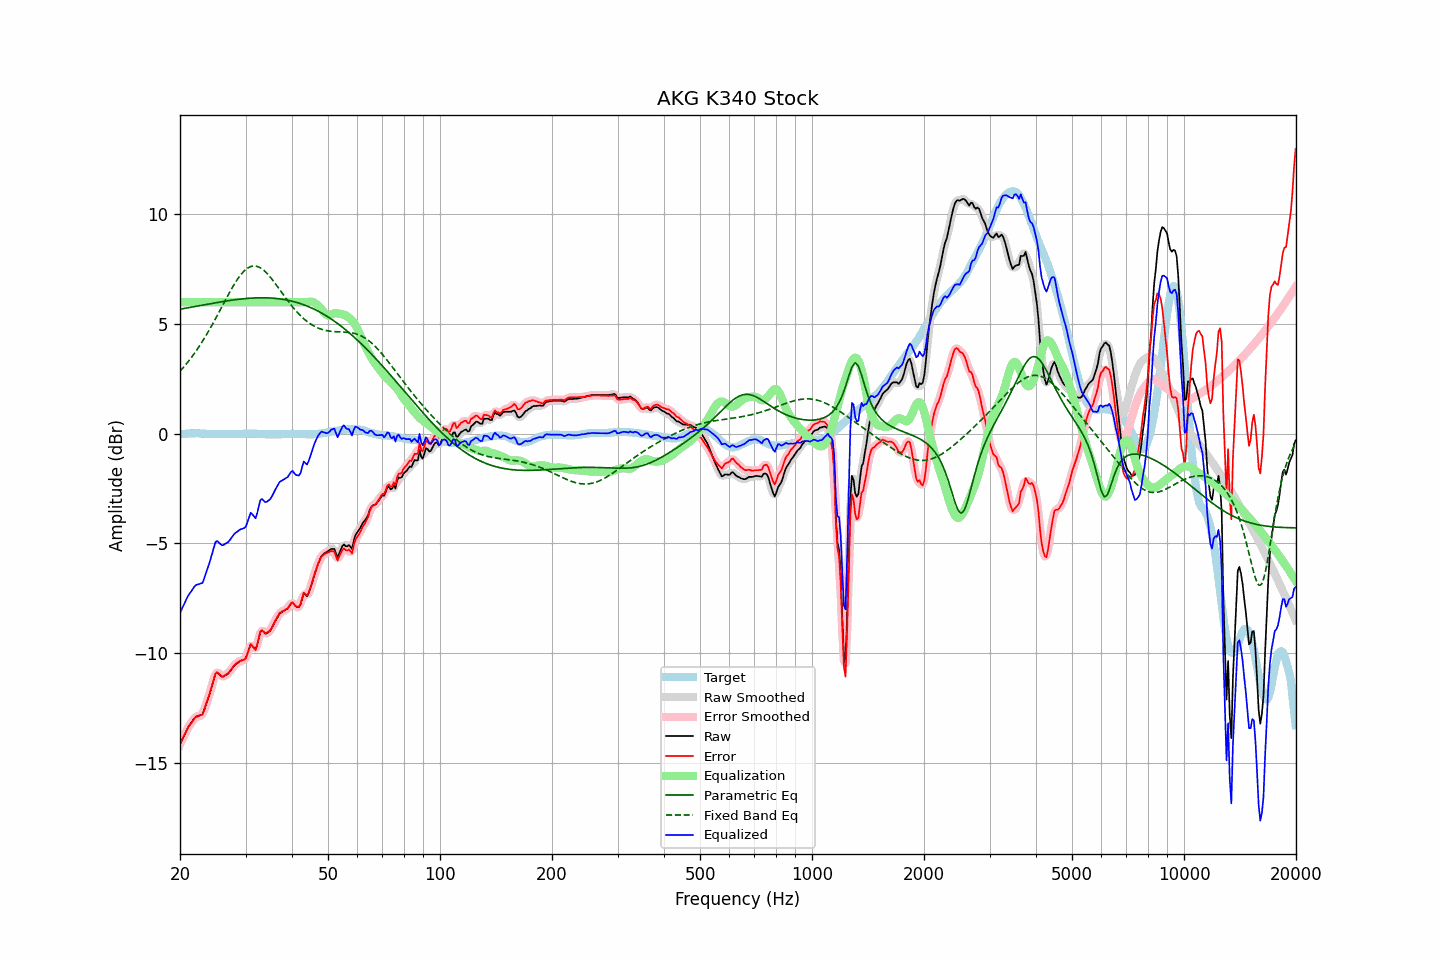 AKG K340 Stock
Amplitude (dBr)
10
5
0
−5
−10
−15
Target
Raw Smoothed
Error Smoothed
Raw
Error
Equalization
Parametric Eq
Fixed Band Eq
Equalized
20 50 100 200 500 1000 2000 5000 10000 20000
Frequency (Hz)